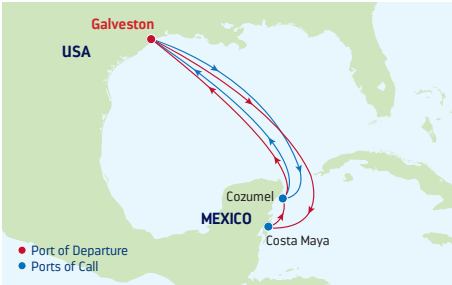 Galveston
USA
Cozumel
MEXICO
Costa Maya
Port of Departure
Ports of Call